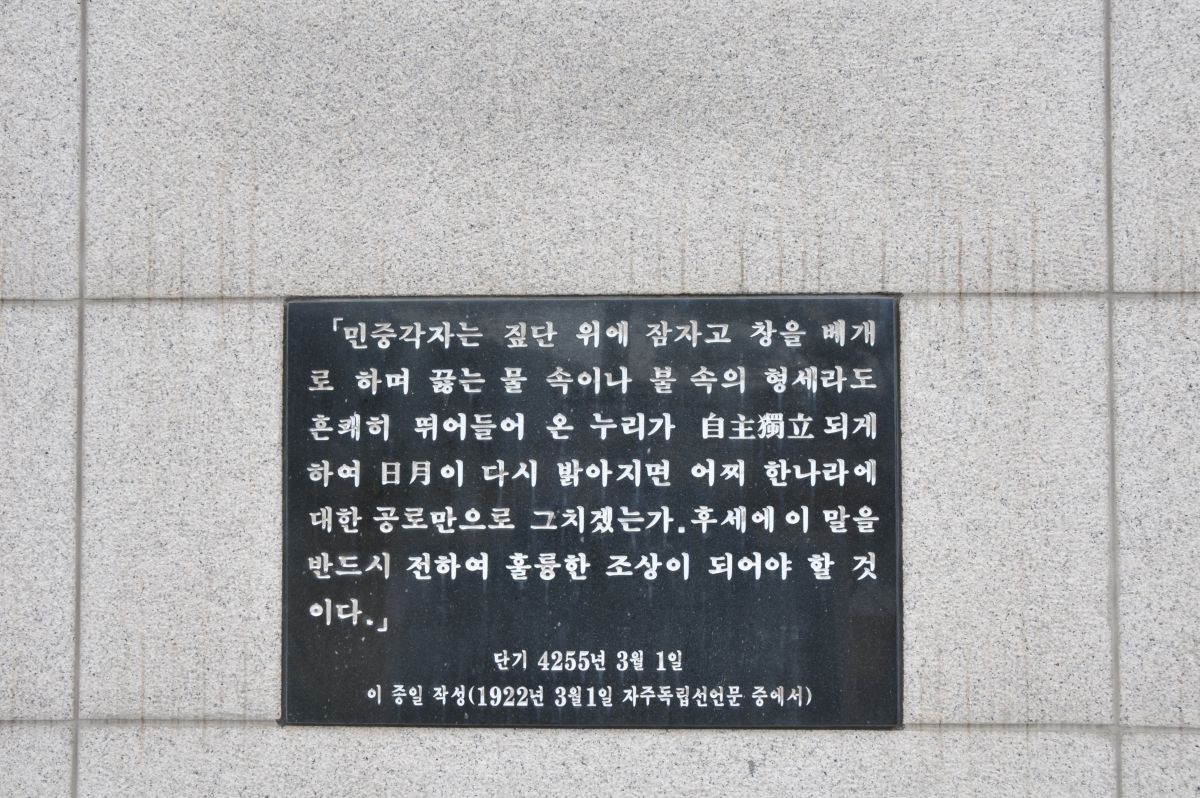 「민중각자는 짚단 위에 잠자고 창을 베개
로 하며 끓는 물 속이나 불 속의 형세라도
흔쾌히 뛰어들어 온 누리가 自主獨立 되게
하여 日月이 다시 밝아지면 어찌 한나라에
대한 공로만으로 그치겠는가. 후세에 이 말을
반드시 전하여 훌륭한 조상이 되어야 할 것
이다.」
단기 4255년 3월 1일
이 종일 작성(1922년 3월1일 자주독립선언문 중에서)